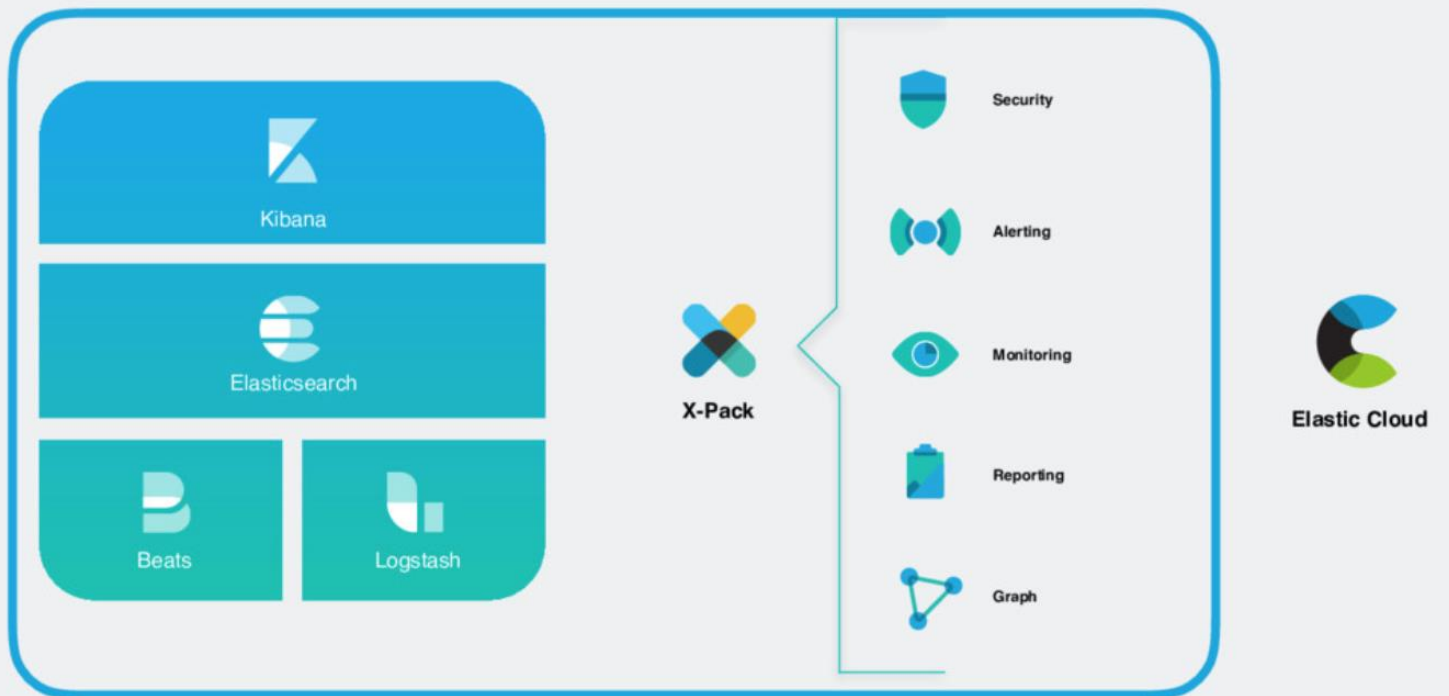 Kibana
Elasticsearch
Beats
Logstash
X-Pack
Security
Alerting
Monitoring
Reporting
Graph
Elastic Cloud